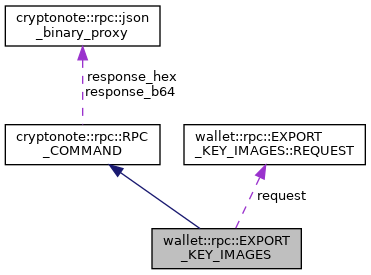 cryptonote::rpc::json
_binary_proxy
response_hex
response_b64
cryptonote::rpc::RPC
_COMMAND
wallet::rpc::EXPORT
_KEY_IMAGES::REQUEST
request
wallet::rpc::EXPORT
_KEY_IMAGES